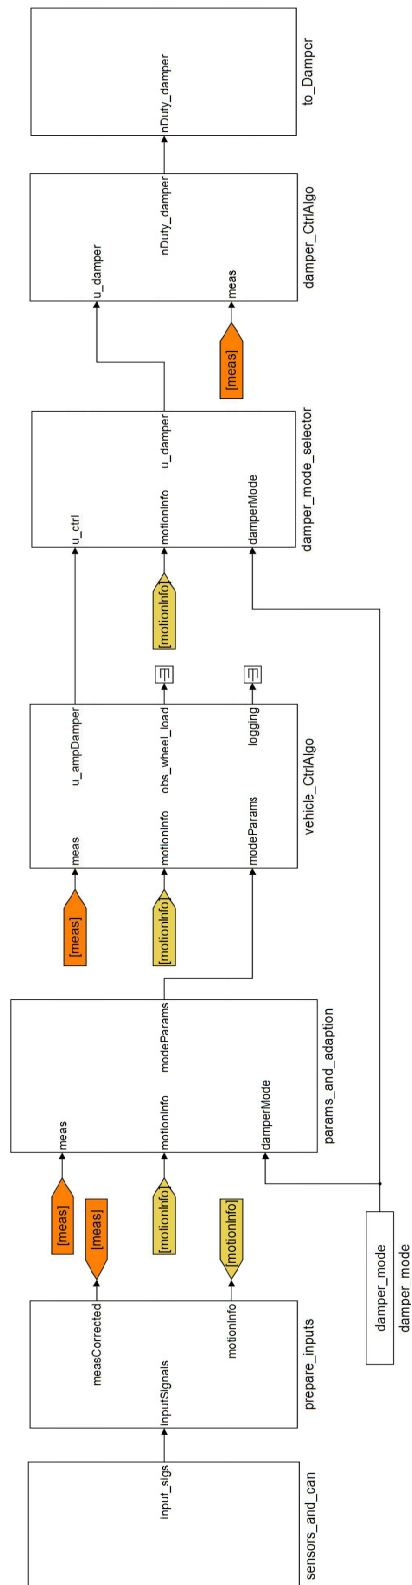 Input_sigs
sensors_and_can
InputSignals
measCorrected
motionInfo
prepare_inputs
[meas]
[motionInfo]
[meas]
[motionInfo]
meas
motionInfo
damperMode
modeParams
params_and_adaption
damper_mode
damper_mode
[meas]
[motionInfo]
meas
motionInfo
modeParams
u_ampDamper
obs_wheel_load
logging
vehicle_CtrlAlgo
[motionInfo]
u_ctrl
motionInfo
damperMode
u_damper
damper_mode_selector
[meas]
u_damper
meas
nDuty_damper
damper_CtrlAlgo
nDuty_damper
to_Damper